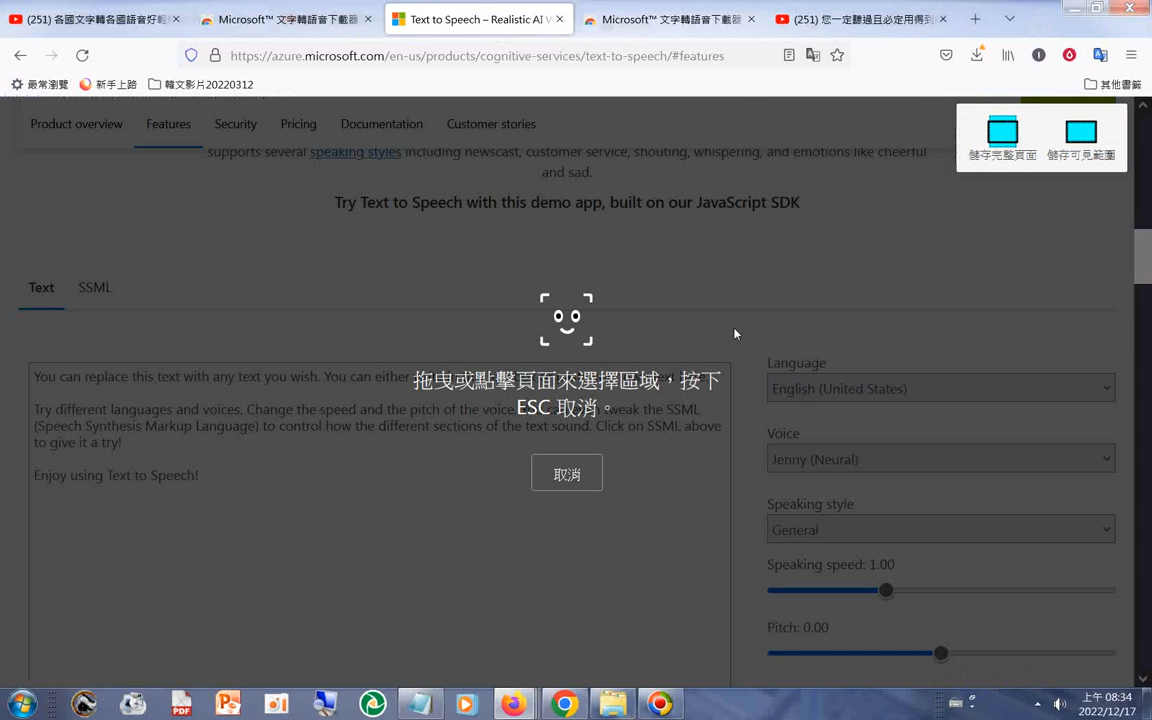 (251) 各國文字轉各國語音好輕
Microsoft™ 文字轉語音下載器
Text to Speech – Realistic AI V
Microsoft™ 文字轉語音下載器
(251) 您一定聽過且必定用得到
https://azure.microsoft.com/en-us/products/cognitive-services/text-to-speech/#features
最常瀏覽
新手上路
韓文影片20220312
其他書籤
Product overview
Features
Security
Pricing
Documentation
Customer stories
儲存完整頁面
儲存可見範圍
supports several speaking styles including newscast, customer service, shouting, whispering, and emotions like cheerful
and sad.
Try Text to Speech with this demo app, built on our JavaScript SDK
Text
SSML
You can replace this text with any text you wish. You can either
拖曳或點擊頁面來選擇區域，按下
ESC 取消。
取消
Try different languages and voices. Change the speed and the pitch of the voice. tweak the SSML
(Speech Synthesis Markup Language) to control how the different sections of the text sound. Click on SSML above
to give it a try!
Enjoy using Text to Speech!
Language
English (United States)
Voice
Jenny (Neural)
Speaking style
General
Speaking speed: 1.00
Pitch: 0.00
PDF
上午 08:34
2022/12/17